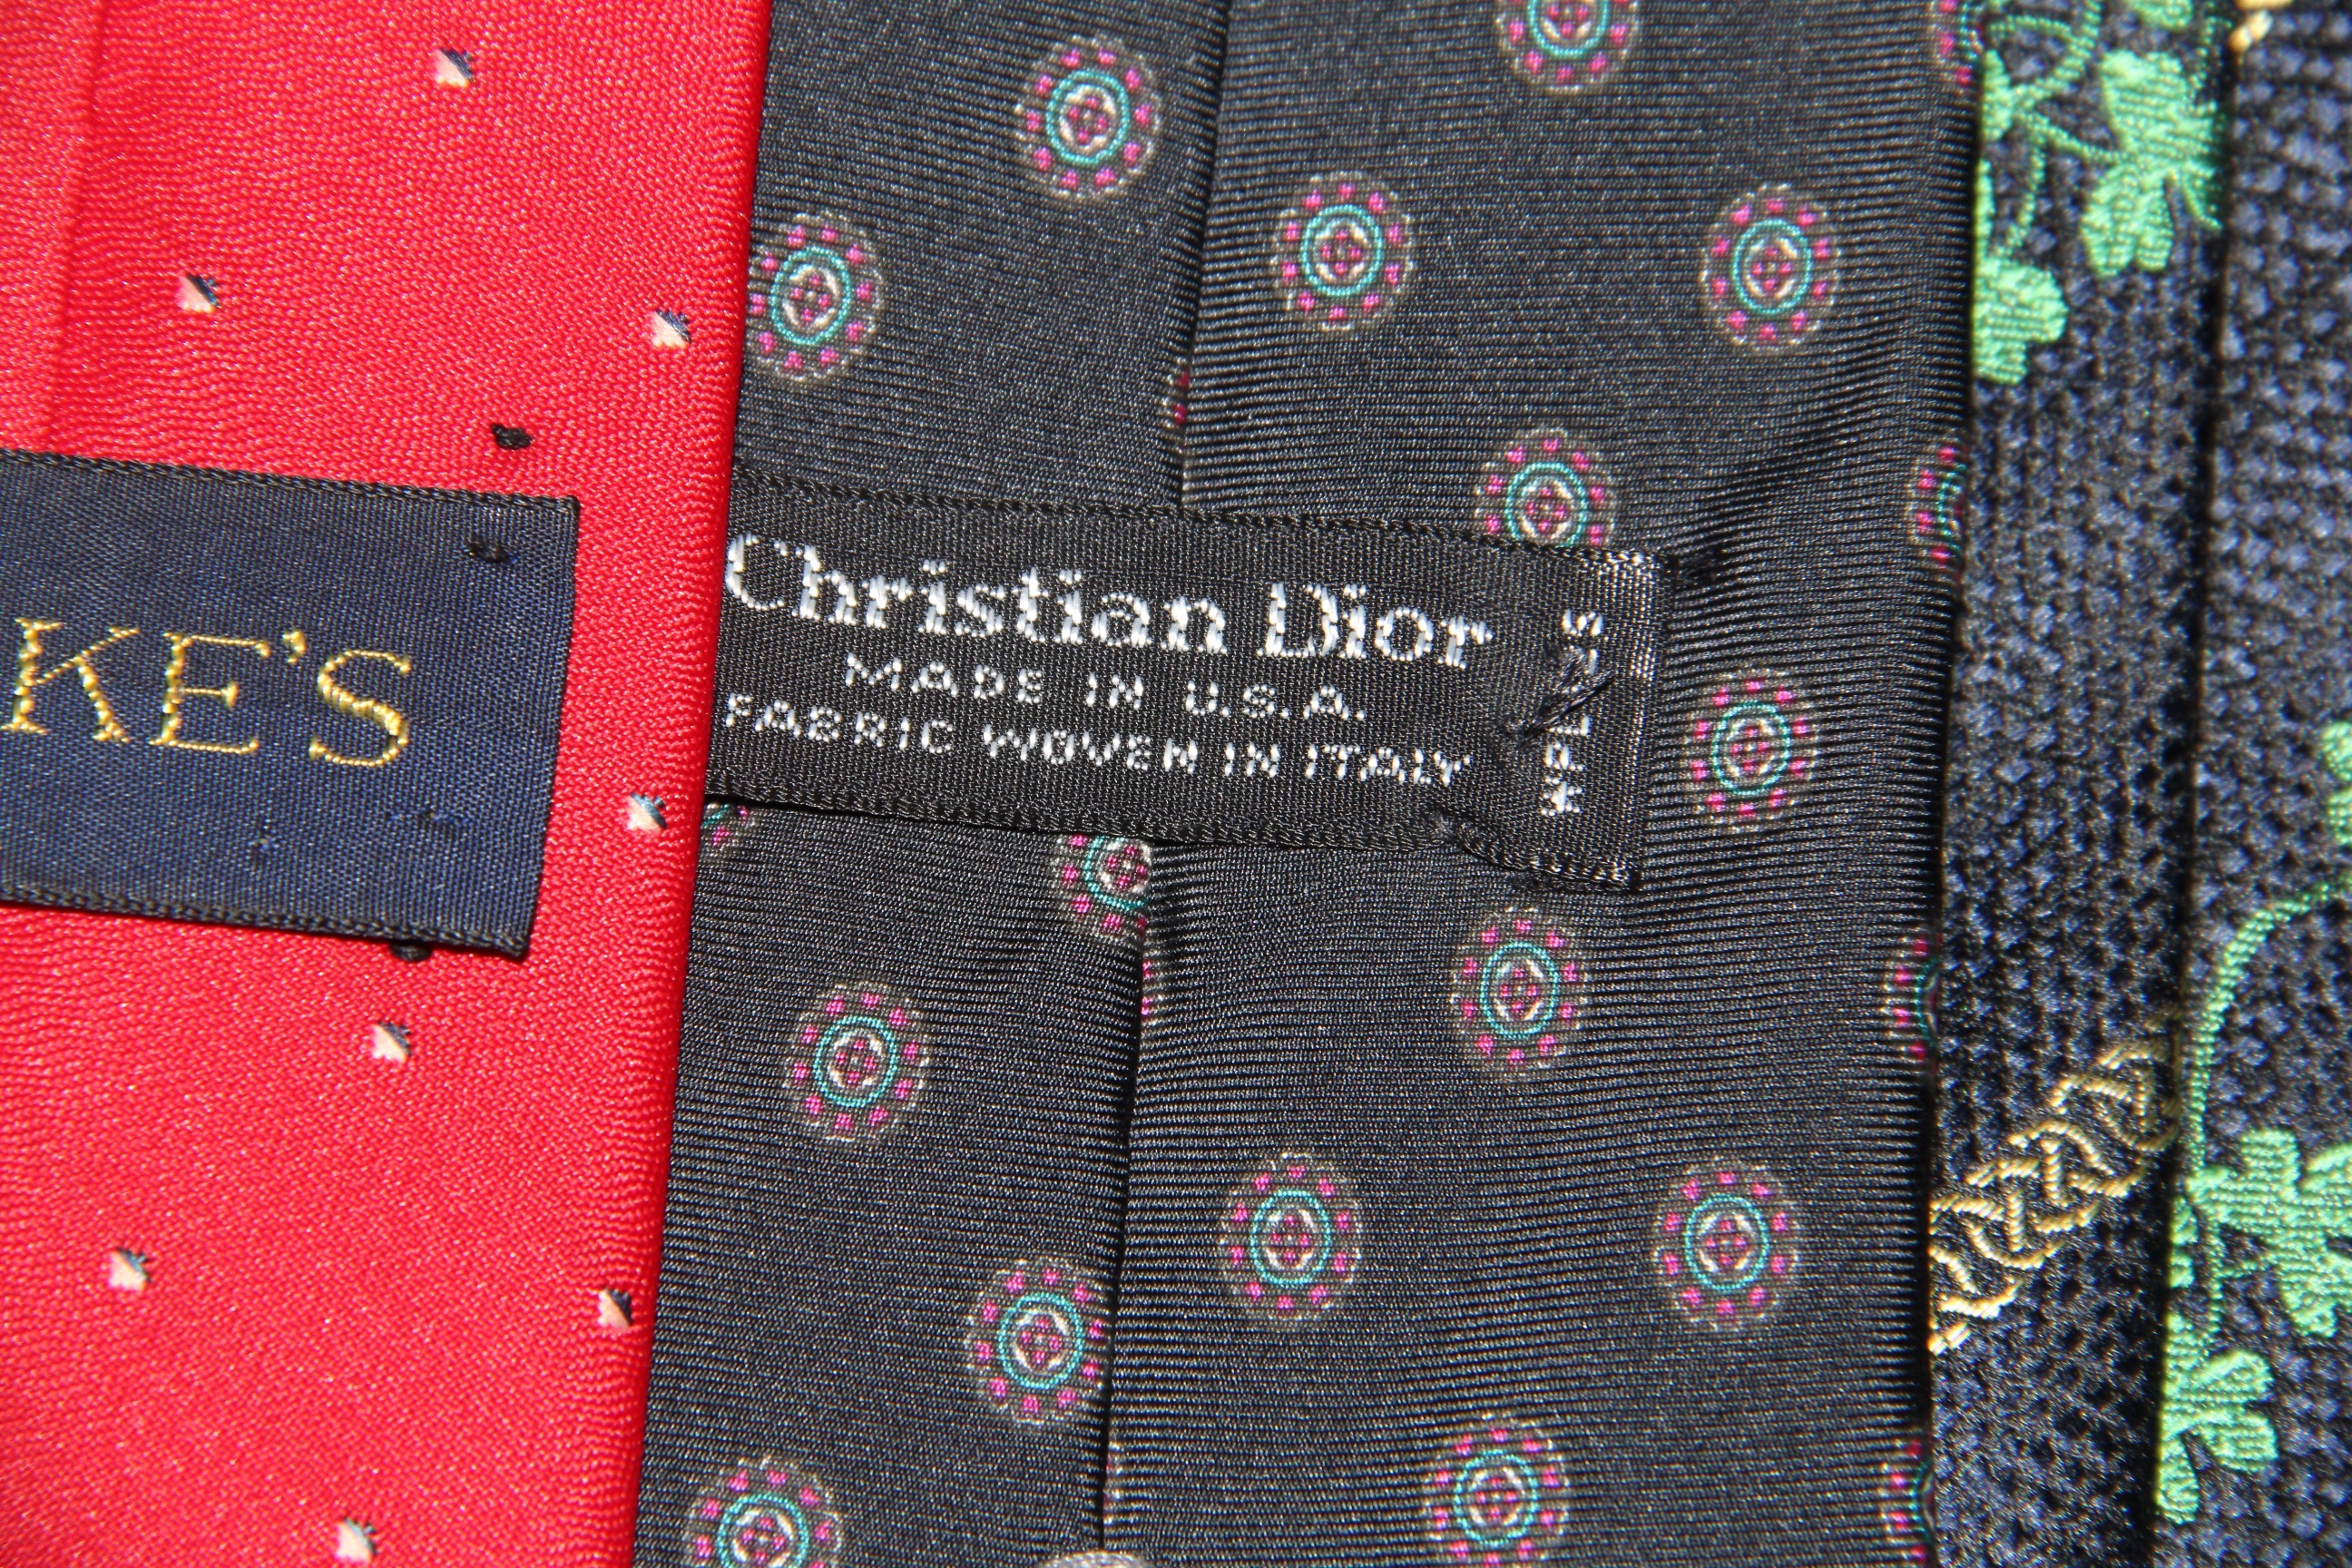 KE'S
Christian Dior
MADE IN U.S.A.
FABRIC WOVEN IN ITALY